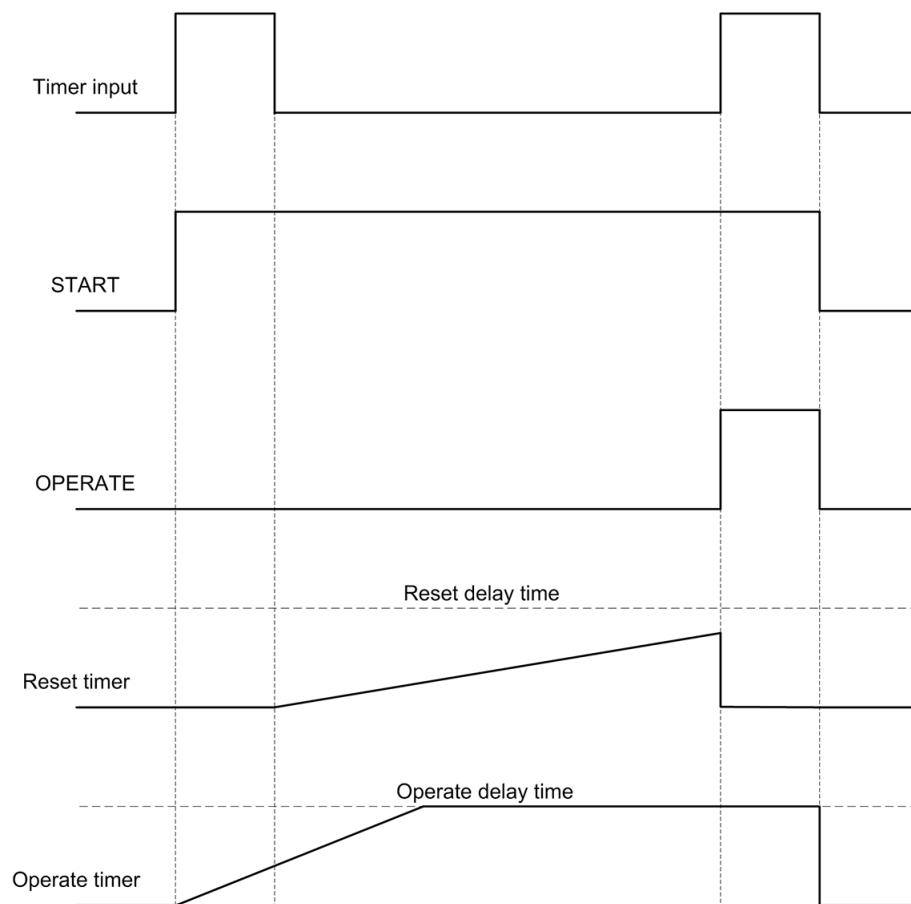 Timer input
START
OPERATE
Reset delay time
Reset timer
Operate delay time
Operate timer